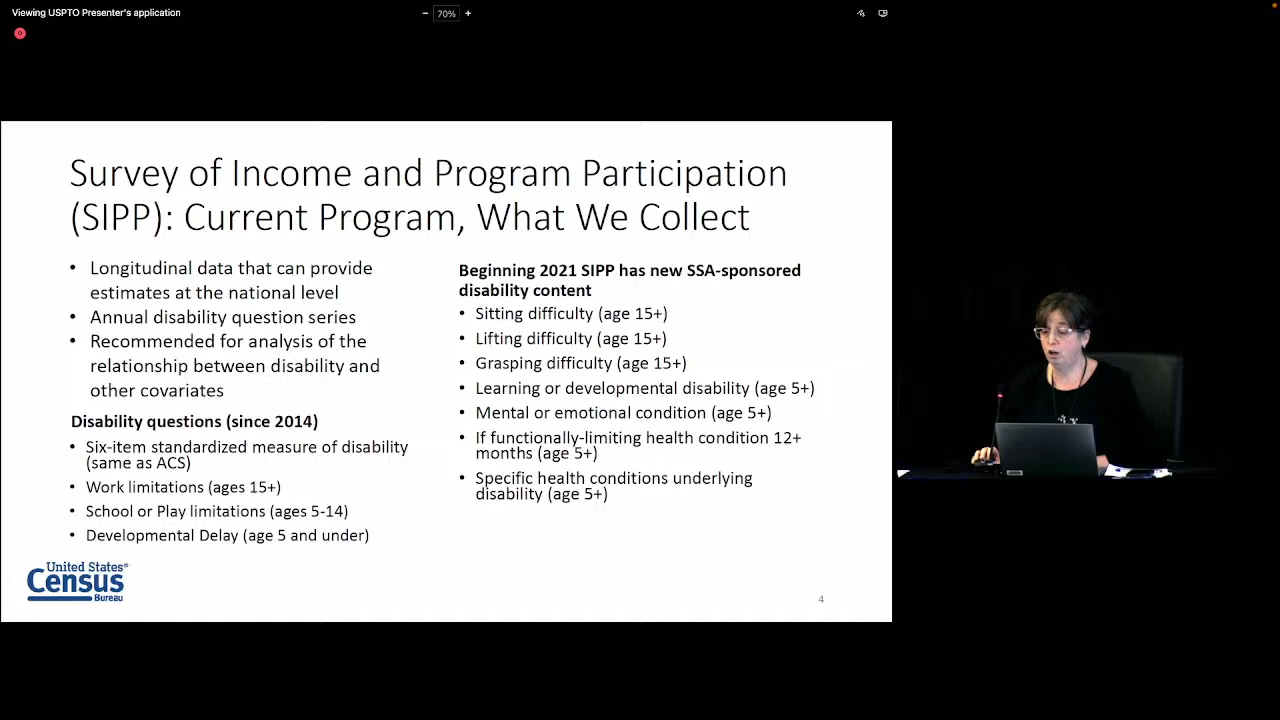 Viewing USPTO Presenter's application
− 70% +
Survey of Income and Program Participation
(SIPP): Current Program, What We Collect
• Longitudinal data that can provide
estimates at the national level
• Annual disability question series
• Recommended for analysis of the
relationship between disability and
other covariates
Disability questions (since 2014)
• Six-item standardized measure of disability
(same as ACS)
• Work limitations (ages 15+)
• School or Play limitations (ages 5-14)
• Developmental Delay (age 5 and under)
Beginning 2021 SIPP has new SSA-sponsored
disability content
• Sitting difficulty (age 15+)
• Lifting difficulty (age 15+)
• Grasping difficulty (age 15+)
• Learning or developmental disability (age 5+)
• Mental or emotional condition (age 5+)
• If functionally-limiting health condition 12+
months (age 5+)
• Specific health conditions underlying
disability (age 5+)
United States®
Census
Bureau
4